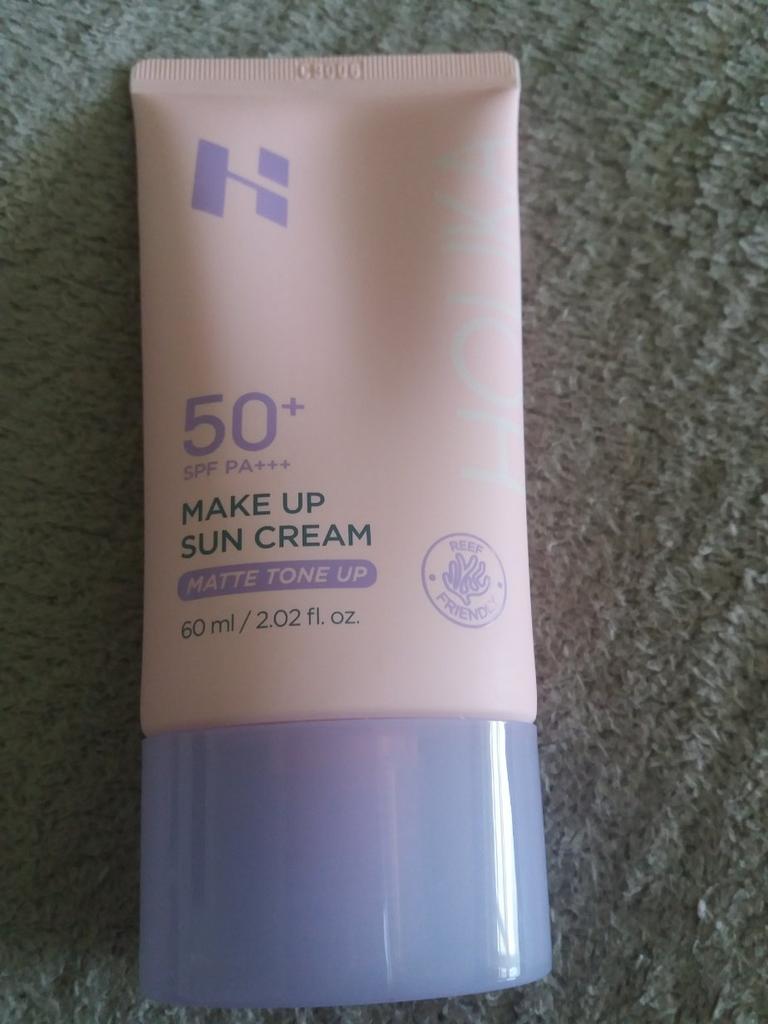 H
50+
SPF PA+++
MAKE UP
SUN CREAM
MATTE TONE UP
60 ml / 2.02 fl. oz.
REEF
FRIENDLY
HOLIKA